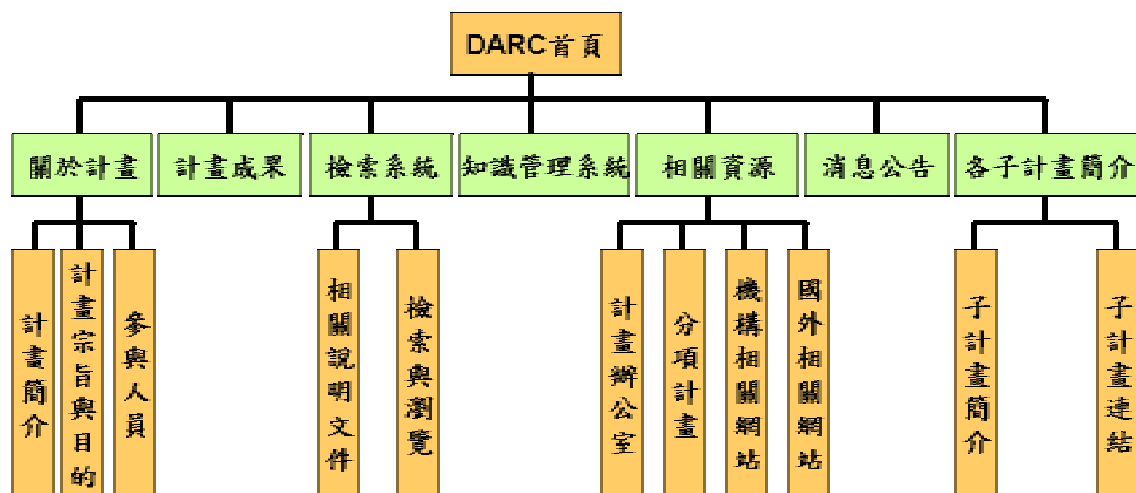 DARC首頁
關於計畫
計畫成果
檢索系統
知識管理系統
相關資源
消息公告
各子計畫簡介
計畫簡介
計畫宗旨與目的
參與人員
相關說明文件
檢索與瀏覽
計畫辦公室
分項計畫
機構相關網站
國外相關網站
子計畫簡介
子計畫連結